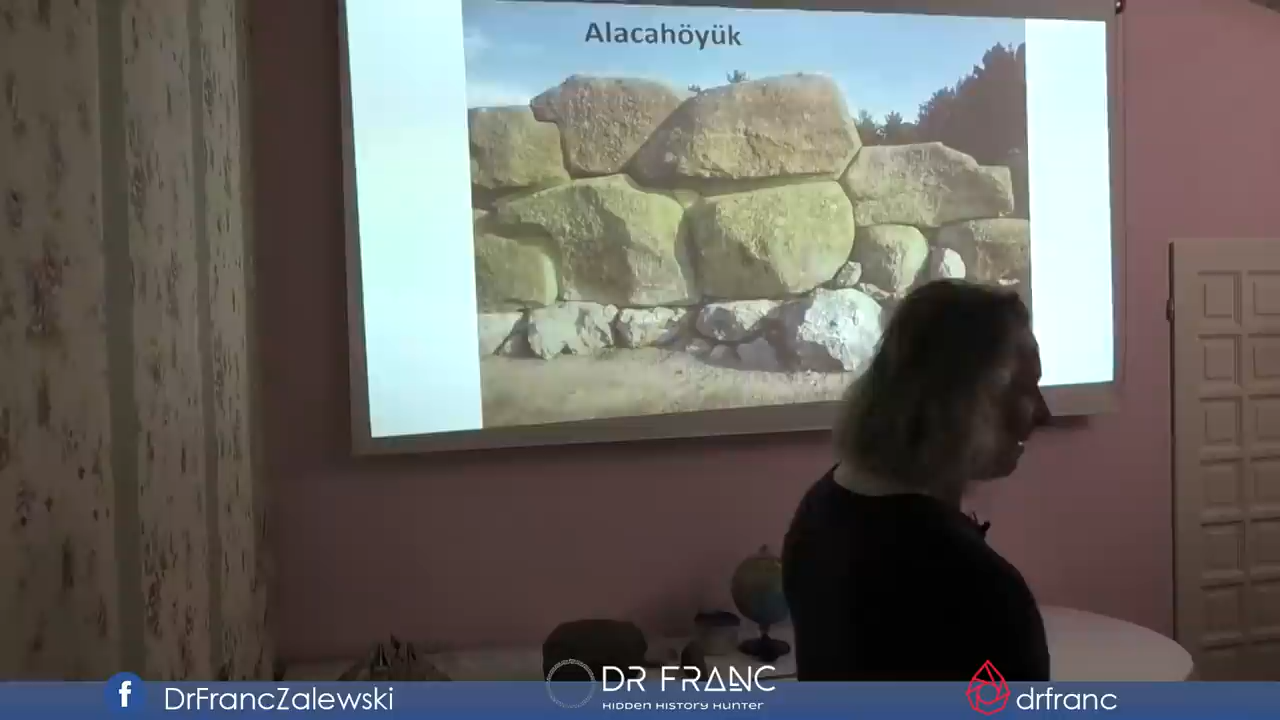 Alacahöyük
DrFrancZalewski
DR FRANC
HIDDEN HISTORY HUNTER
drfranc